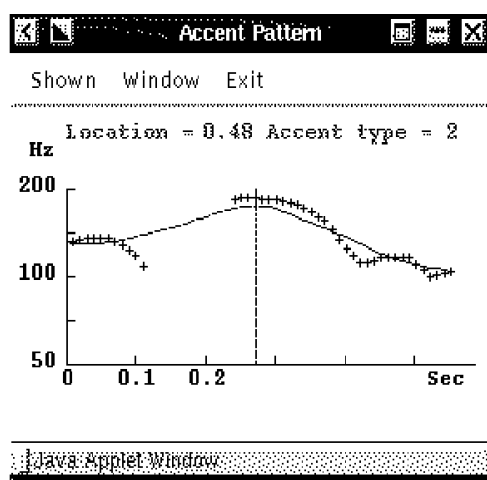 Accent Pattern
Shown Window Exit
Location = 0.48 Accent type = 2
Hz
200
100
50
0 0.1 0.2 Sec
Java Applet Window